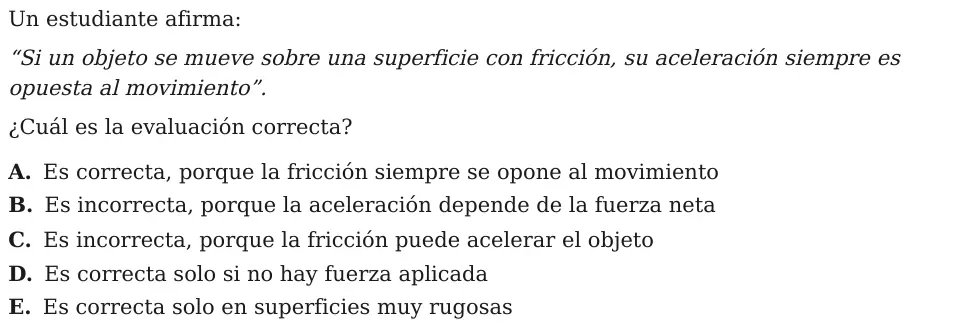 Un estudiante afirma:
“Si un objeto se mueve sobre una superficie con fricción, su aceleración siempre es
opuesta al movimiento”.
¿Cuál es la evaluación correcta?
A. Es correcta, porque la fricción siempre se opone al movimiento
B. Es incorrecta, porque la aceleración depende de la fuerza neta
C. Es incorrecta, porque la fricción puede acelerar el objeto
D. Es correcta solo si no hay fuerza aplicada
E. Es correcta solo en superficies muy rugosas